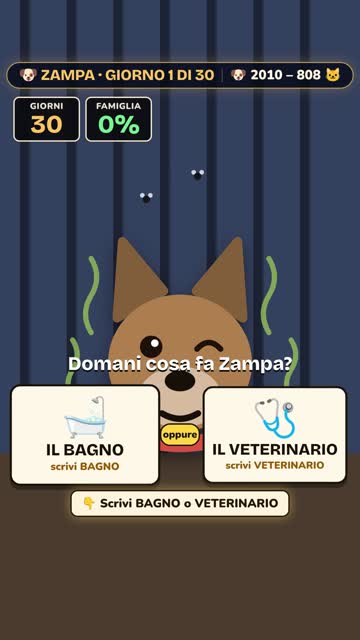 🐶 ZAMPA · GIORNO 1 DI 30 | 🐶 2010 – 808 🐱
GIORNI
30
FAMIGLIA
0%
Domani cosa fa Zampa?
IL BAGNO
scrivi BAGNO
oppure
IL VETERINARIO
scrivi VETERINARIO
👇 Scrivi BAGNO o VETERINARIO